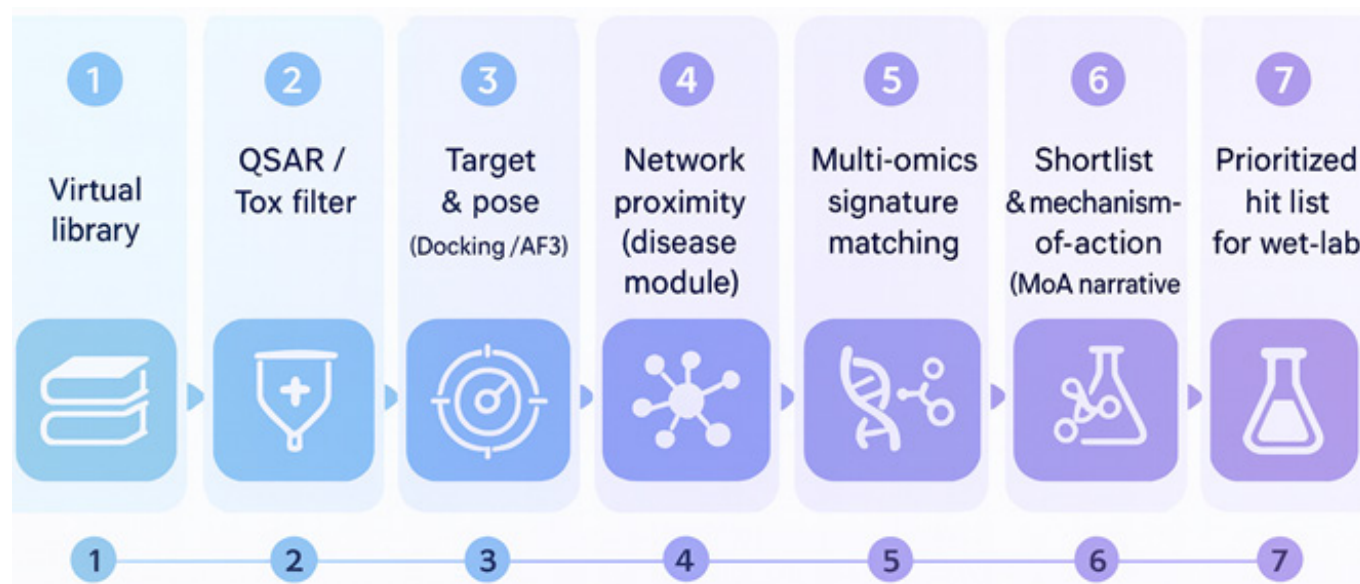 1
Virtual
library
2
QSAR /
Tox filter
3
Target
& pose
(Docking /AF3)
4
Network
proximity
(disease
module)
5
Multi-omics
signature
matching
6
Shortlist
& mechanism-
of-action
(MoA narrative
7
Prioritized
hit list
for wet-lab
1
2
3
4
5
6
7